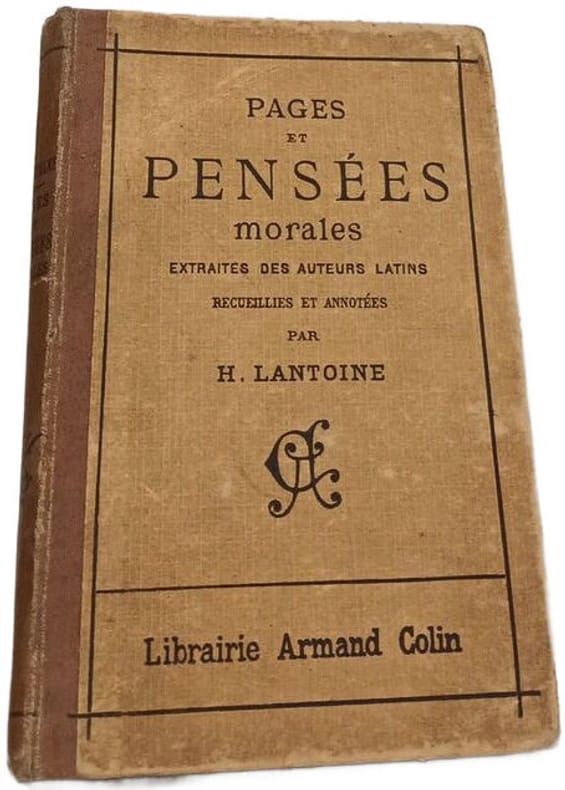 PAGES
ET
PENSÉES
morales
EXTRAITES DES AUTEURS LATINS
RECUEILLIES ET ANNOTÉES
PAR
H. LANTOINE
Librairie Armand Colin